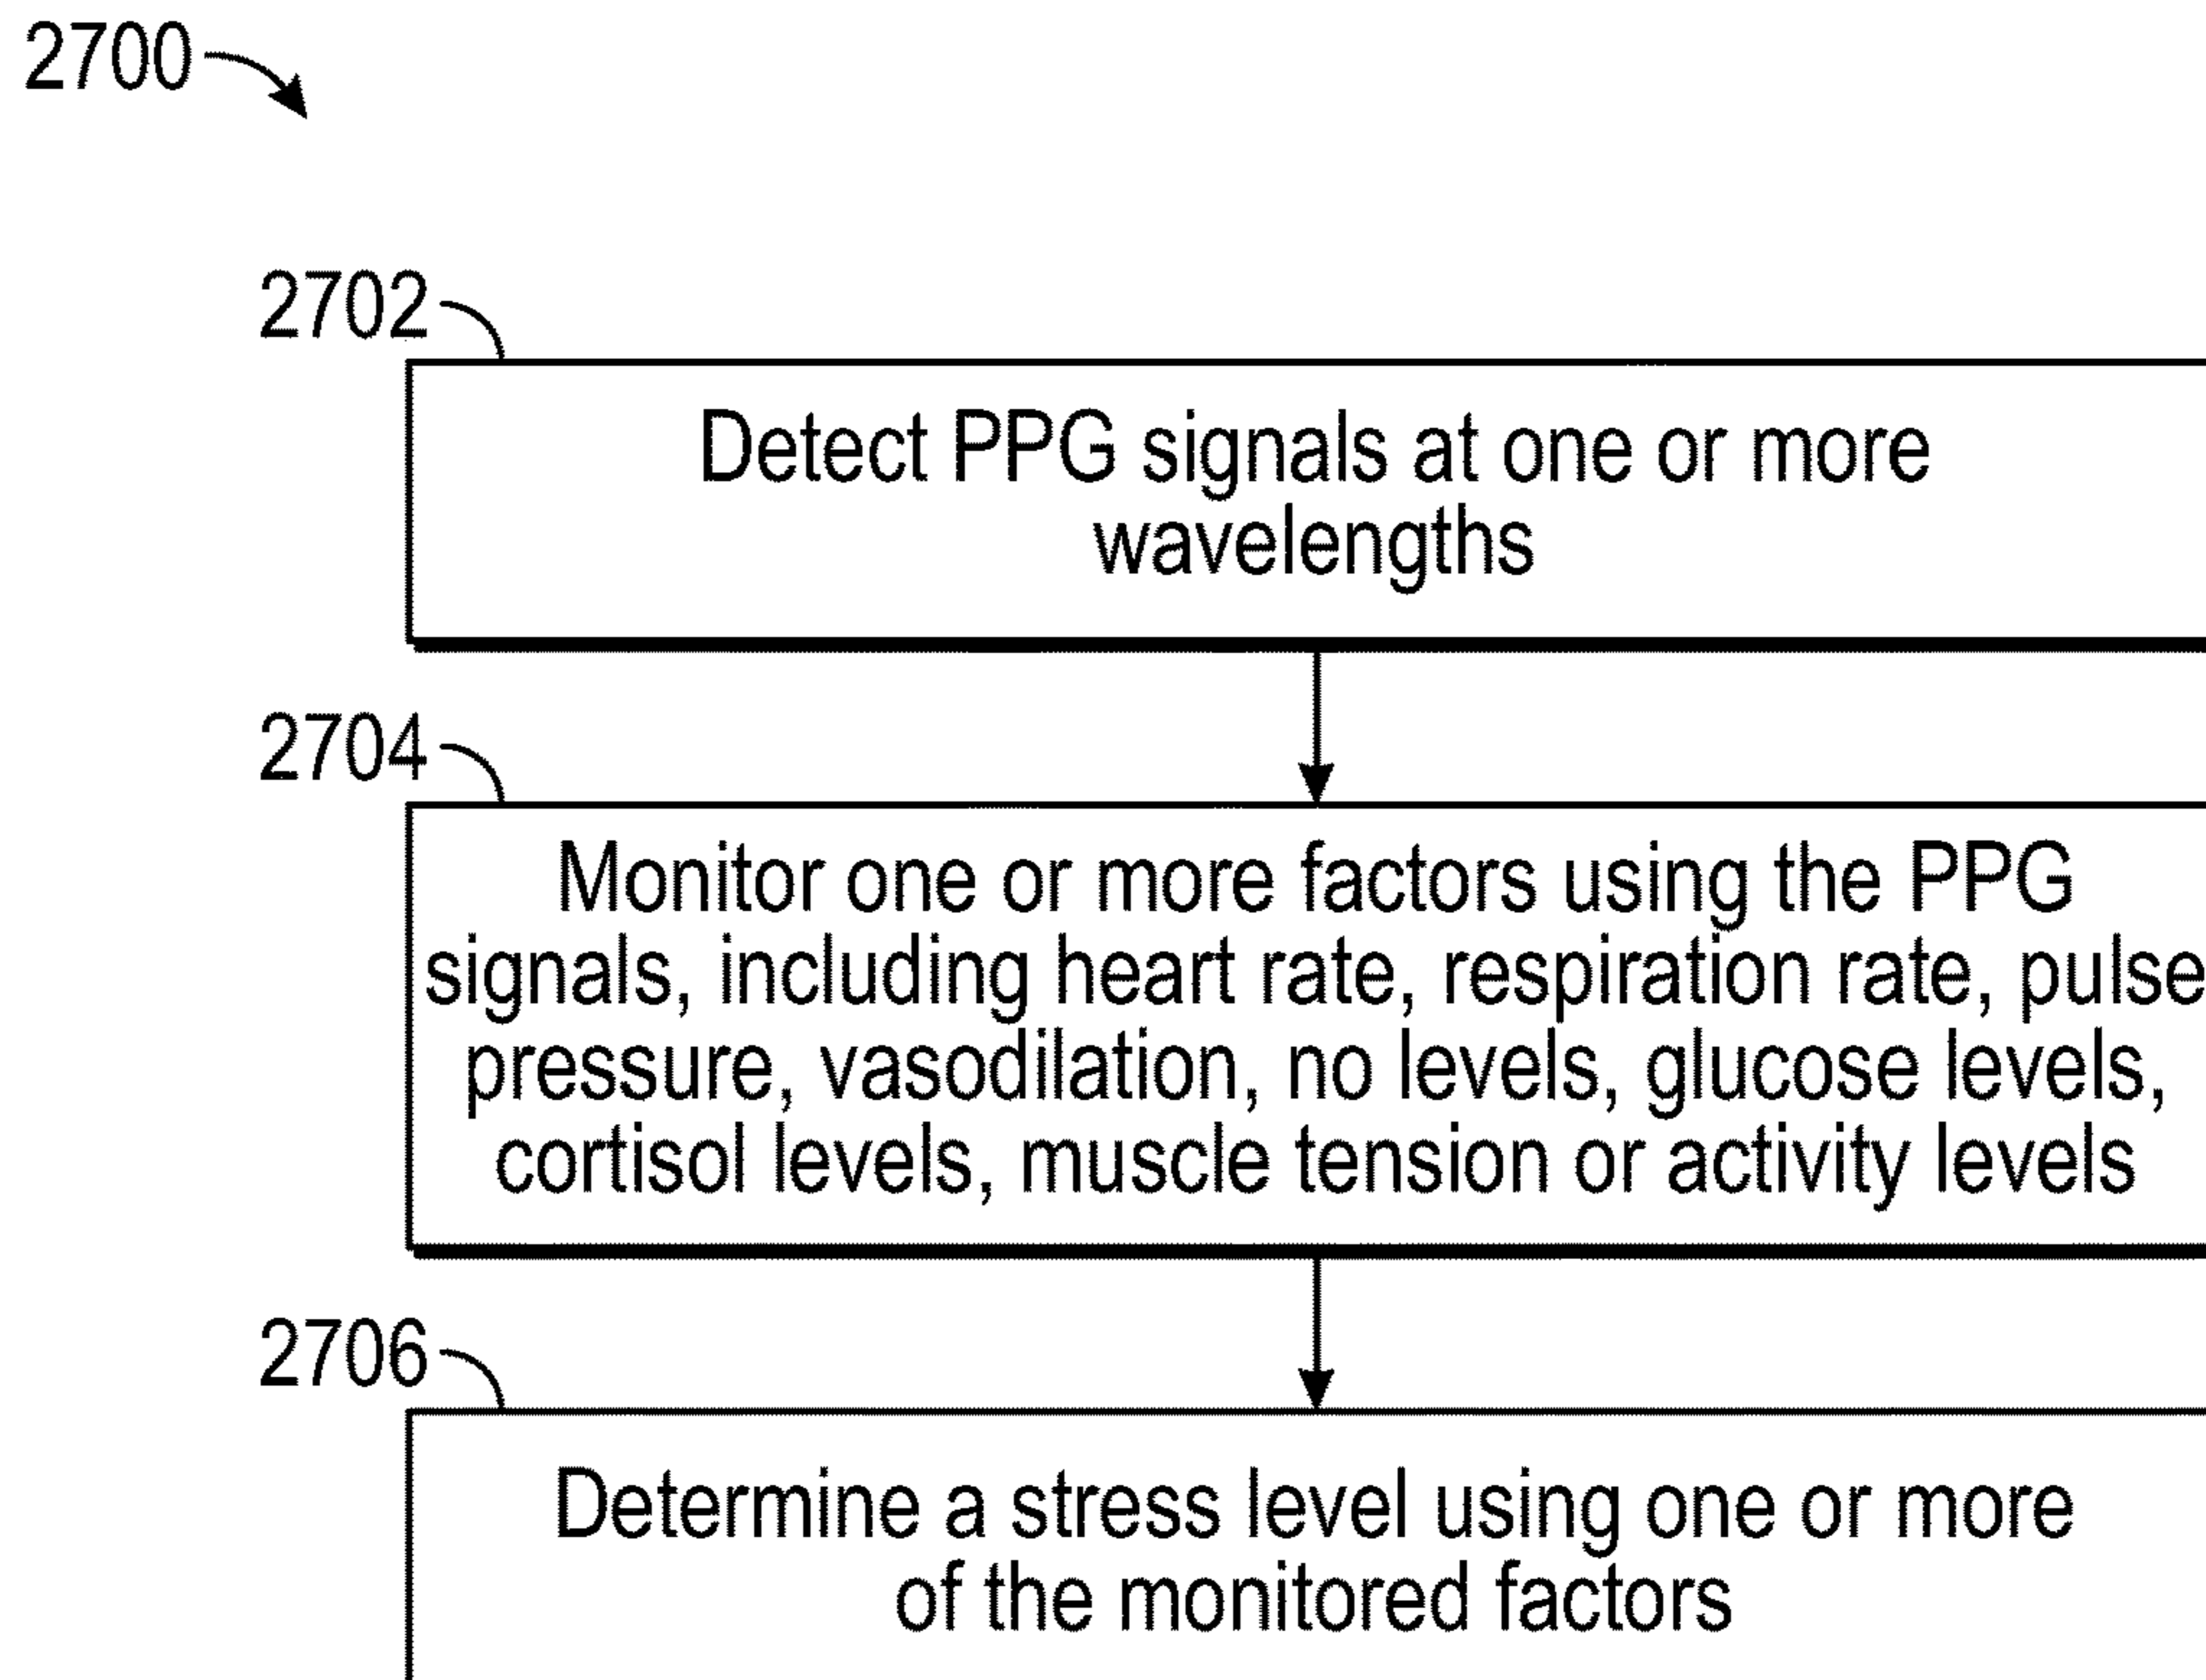 2700
2702
Detect PPG signals at one or more
wavelengths
2704
Monitor one or more factors using the PPG
signals, including heart rate, respiration rate, pulse
pressure, vasodilation, no levels, glucose levels,
cortisol levels, muscle tension or activity levels
2706
Determine a stress level using one or more
of the monitored factors